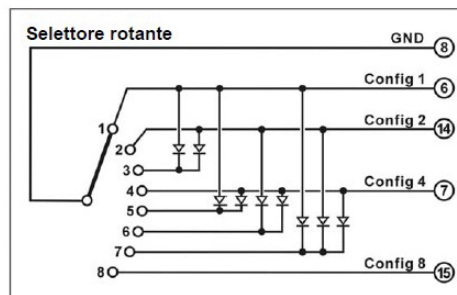 Selettore rotante
GND 8
Config 1 6
1
Config 2 14
2
3
4
Config 4 7
5
6
7
Config 8 15
8